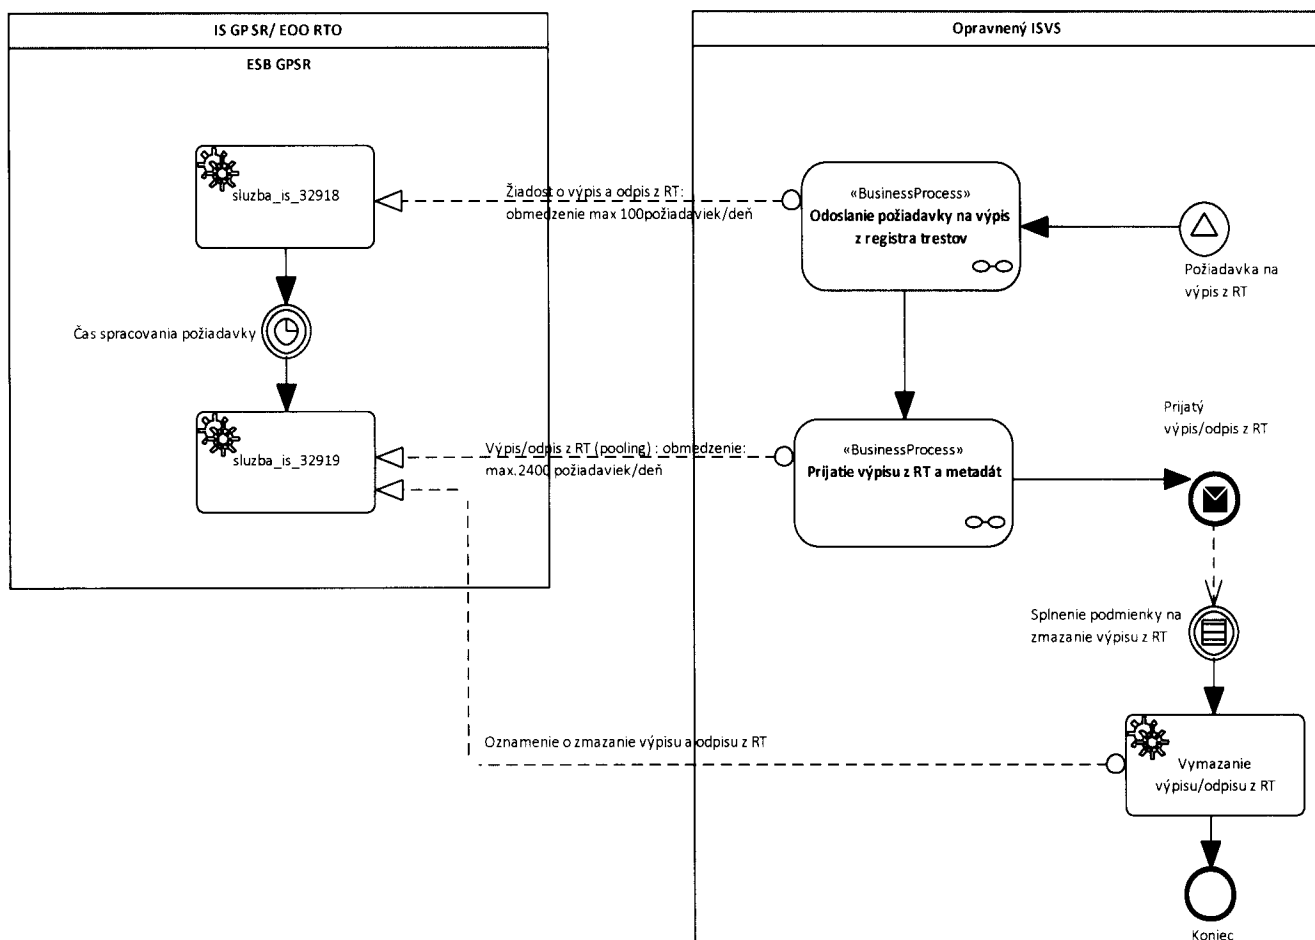 IS GPSR/ EOO RTO
ESB GPSR
sluzba_is_32918
Čas spracovania požiadavky
sluzba_is_32919
Žiadosť o výpis a odpis z RT:
obmedzenie max 100požiadaviek/deň
Výpis/odpis z RT (pooling) : obmedzenie:
max.2400 požiadaviek/deň
Oznamenie o zmazanie výpisu a odpisu z RT
Opravnený ISVS
«BusinessProcess»
Odoslanie požiadavky na výpis
z registra trestov
Požiadavka na
výpis z RT
«BusinessProcess»
Prijatie výpisu z RT a metadát
Prijatý
výpis/odpis z RT
Splnenie podmienky na
zmazanie výpisu z RT
Vymazanie
výpisu/odpisu z RT
Koniec